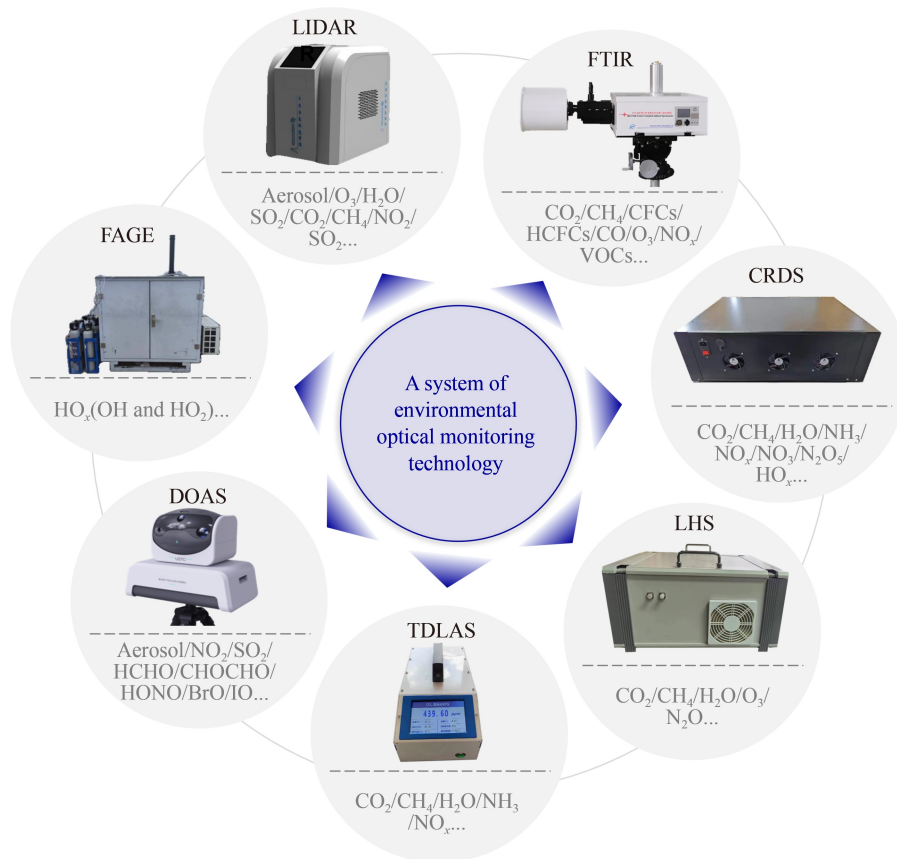 LIDAR
Aerosol/O₃/H₂O/
SO₂/CO₂/CH₄/NO₂/
SO₂...
FTIR
CO₂/CH₄/CFCs/
HCFCs/CO/O₃/NOₓ/
VOCs...
FAGE
HOₓ(OH and HO₂)...
CRDS
CO₂/CH₄/H₂O/NH₃/
NOₓ/NO₃/N₂O₅/
HOₓ...
A system of
environmental
optical monitoring
technology
DOAS
Aerosol/NO₂/SO₂/
HCHO/CHOCHO/
HONO/BrO/IO...
LHS
CO₂/CH₄/H₂O/O₃/
N₂O...
TDLAS
439.60
CO₂/CH₄/H₂O/NH₃
/NOₓ...